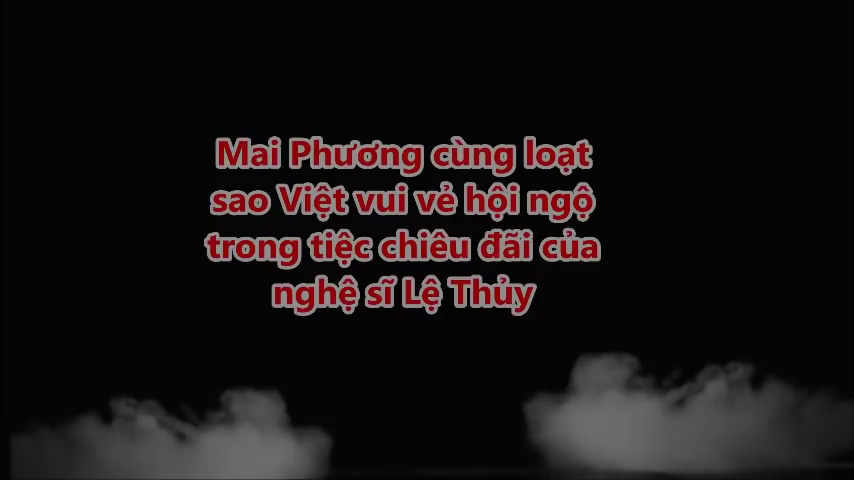 Mai Phương cùng loạt
sao Việt vui vẻ hội ngộ
trong tiệc chiêu đãi của
nghệ sĩ Lệ Thủy